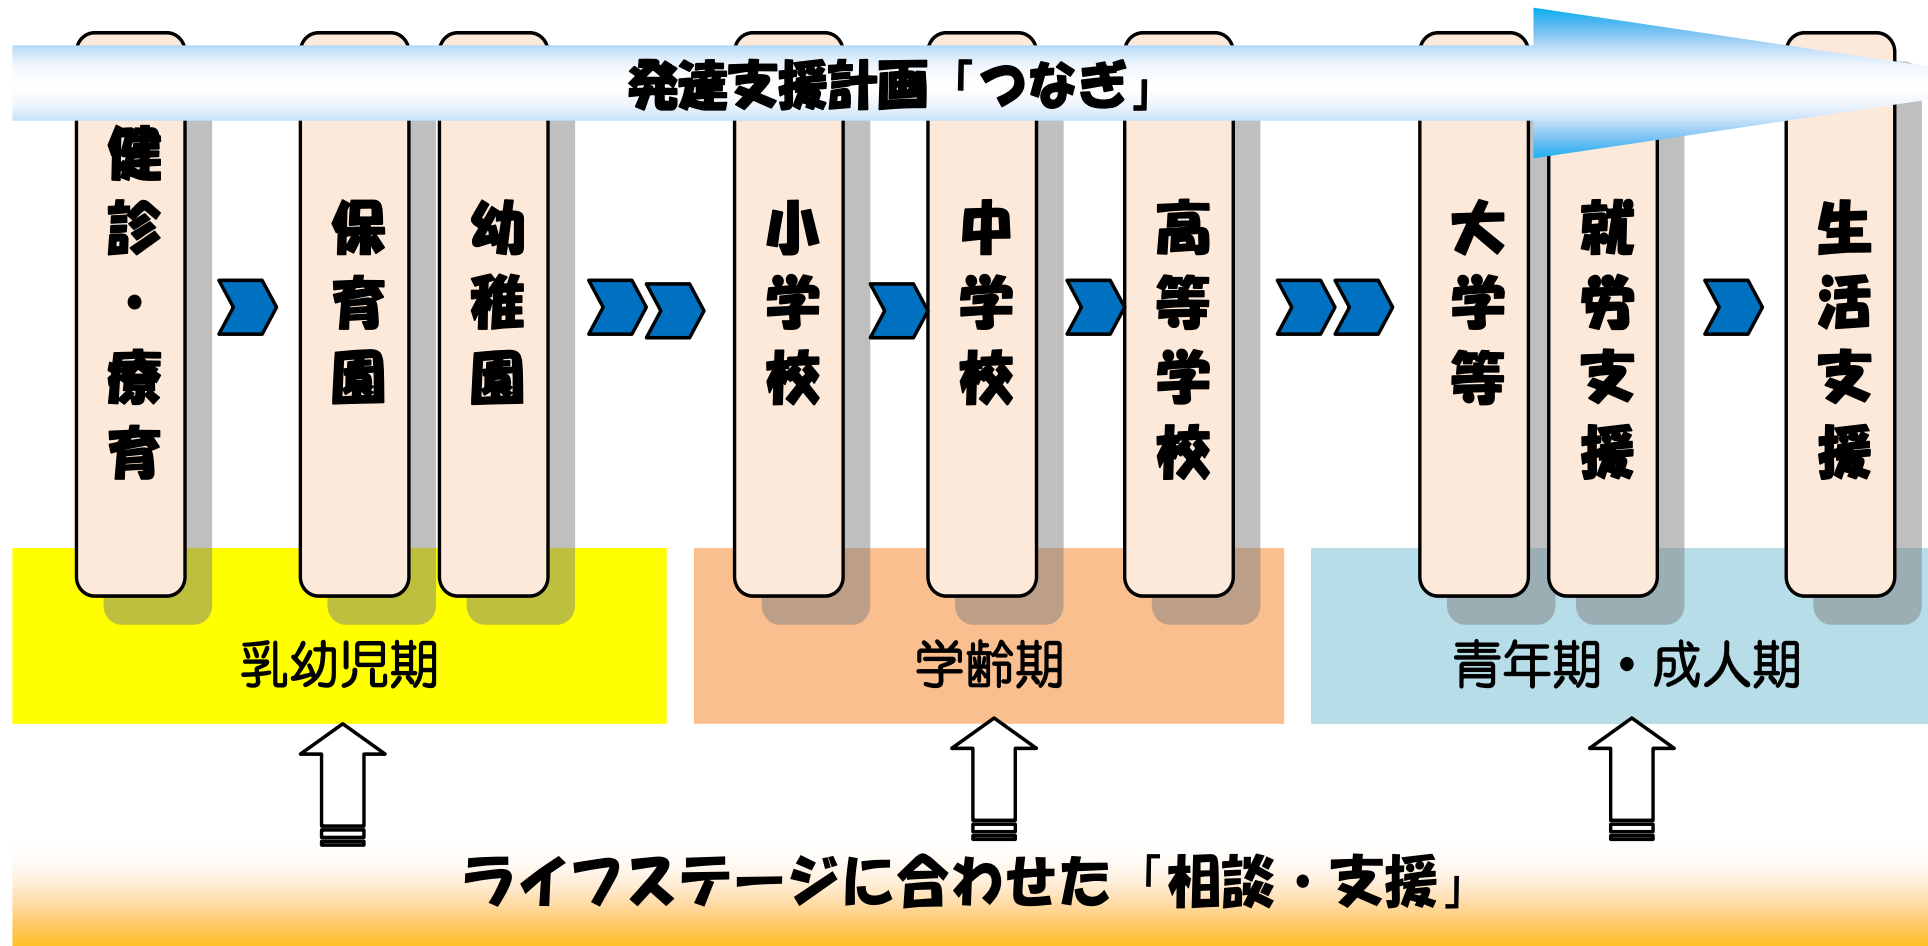 発達支援計画「つなぎ」
健診・療育
保育園
幼稚園
小学校
中学校
高等学校
大学等
就労支援
生活支援
乳幼児期
学齢期
青年期・成人期
ライフステージに合わせた「相談・支援」